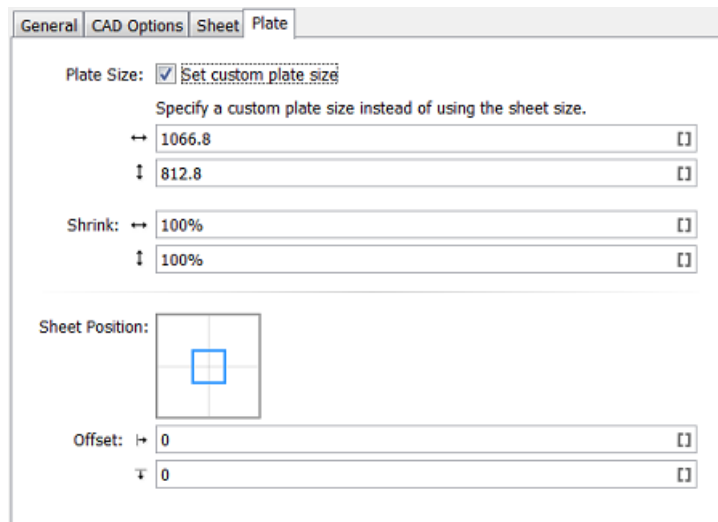 General CAD Options Sheet Plate
Plate Size: Set custom plate size
Specify a custom plate size instead of using the sheet size.
1066.8
812.8
Shrink: 100%
100%
Sheet Position:
Offset: 0
0